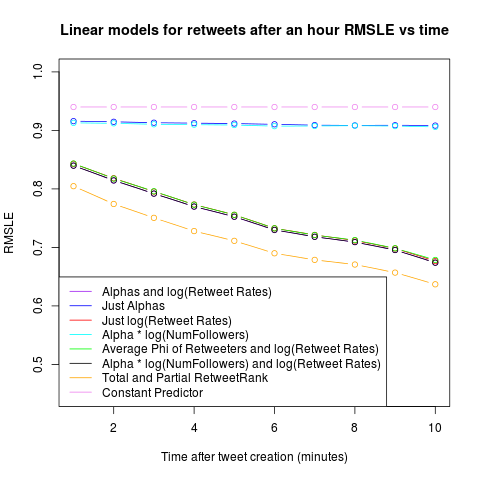 Linear models for retweets after an hour RMSLE vs time
RMSLE
1.0
0.9
0.8
0.7
0.6
0.5
Alphas and log(Retweet Rates)
Just Alphas
Just log(Retweet Rates)
Alpha * log(NumFollowers)
Average Phi of Retweeters and log(Retweet Rates)
Alpha * log(NumFollowers) and log(Retweet Rates)
Total and Partial RetweetRank
Constant Predictor
2 4 6 8 10
Time after tweet creation (minutes)